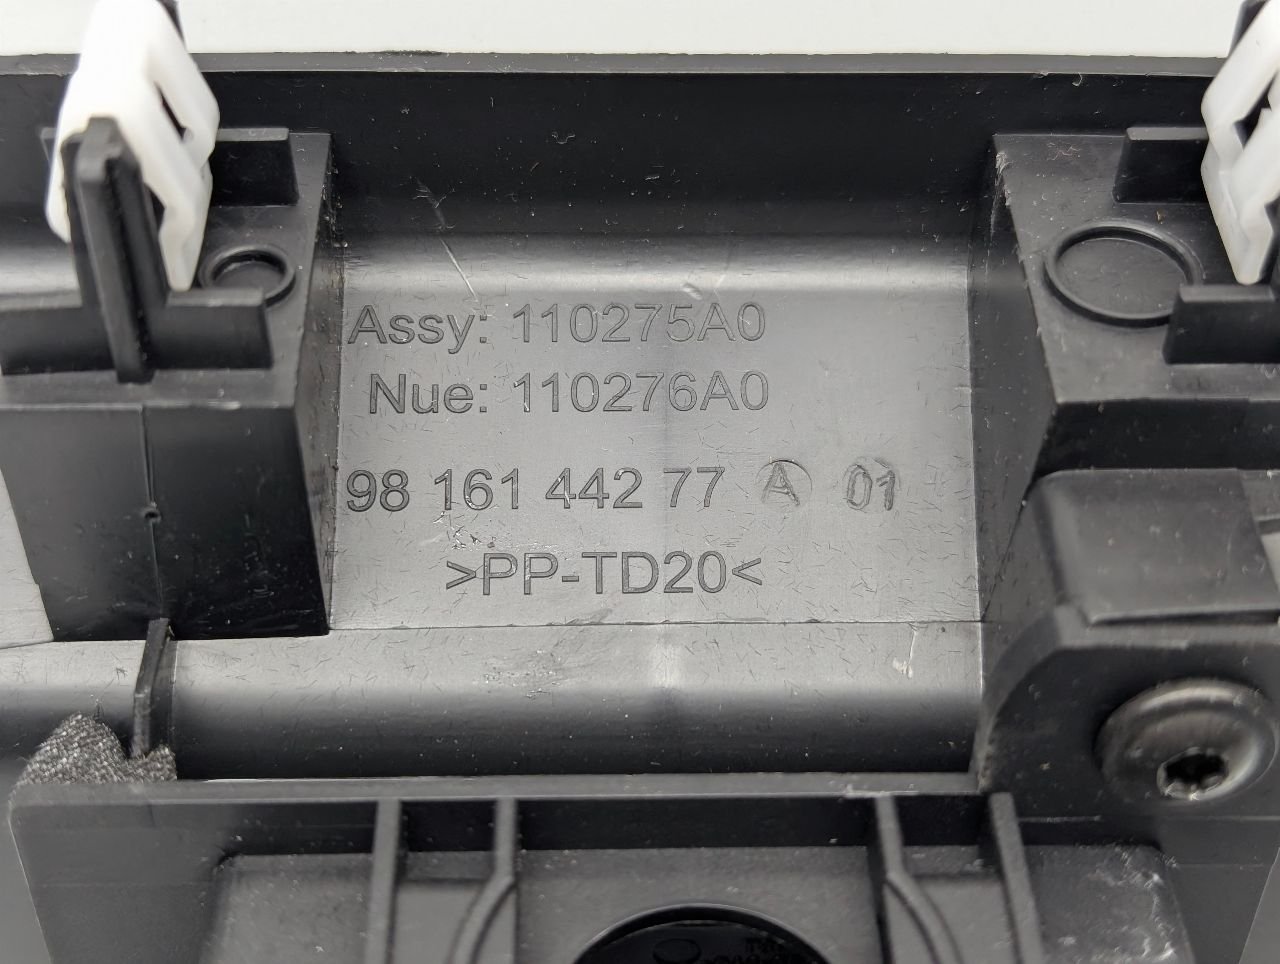 Assy: 110275A0
Nue: 110276A0
98 161 442 77 A 01
>PP-TD20<